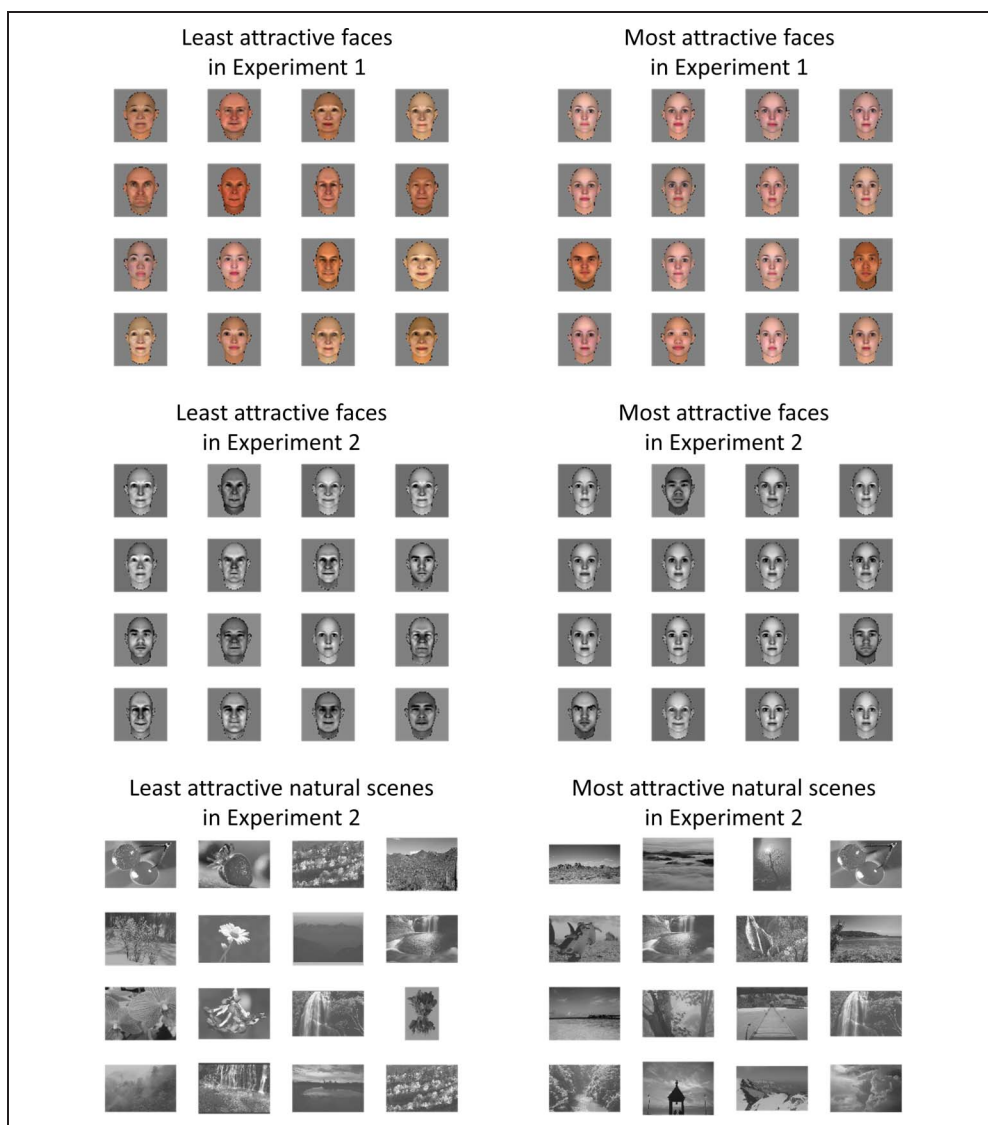 Least attractive faces
in Experiment 1
Most attractive faces
in Experiment 1
Least attractive faces
in Experiment 2
Most attractive faces
in Experiment 2
Least attractive natural scenes
in Experiment 2
Most attractive natural scenes
in Experiment 2